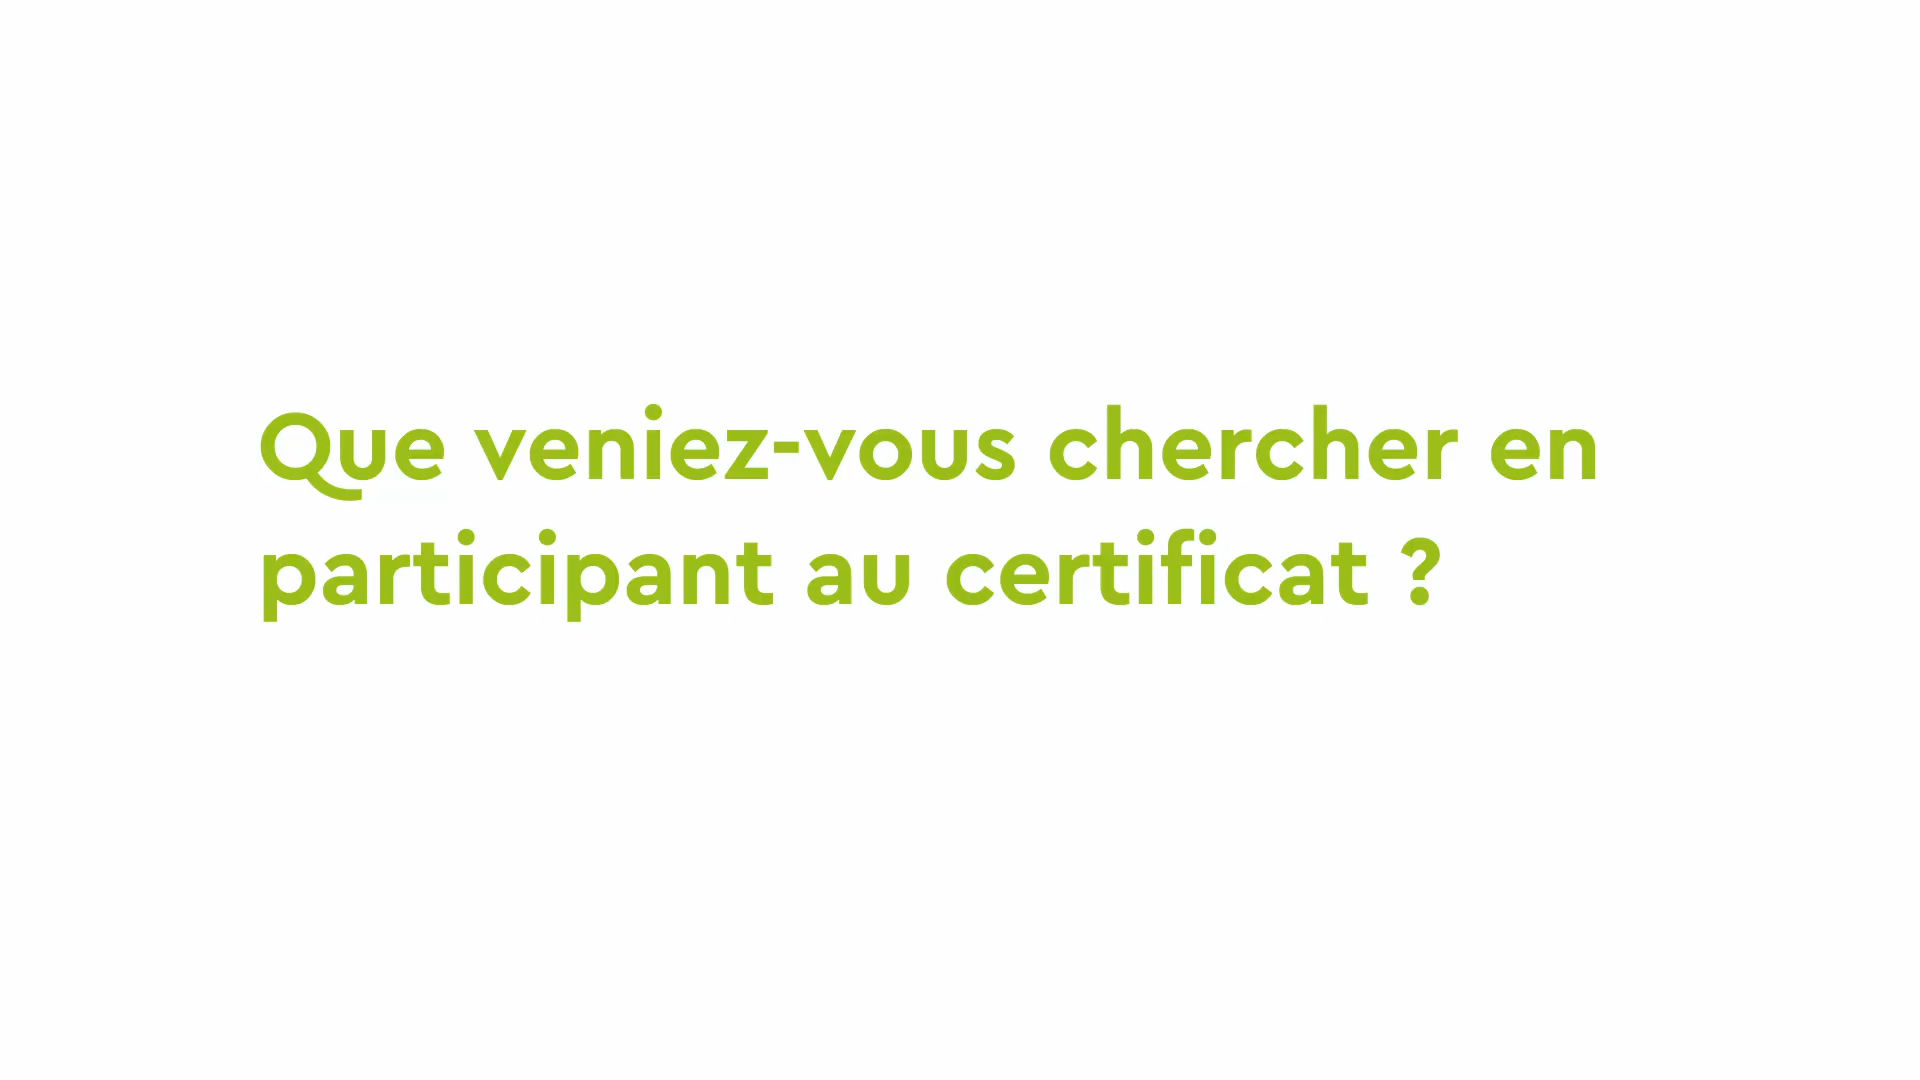 Que veniez-vous chercher en
participant au certificat ?